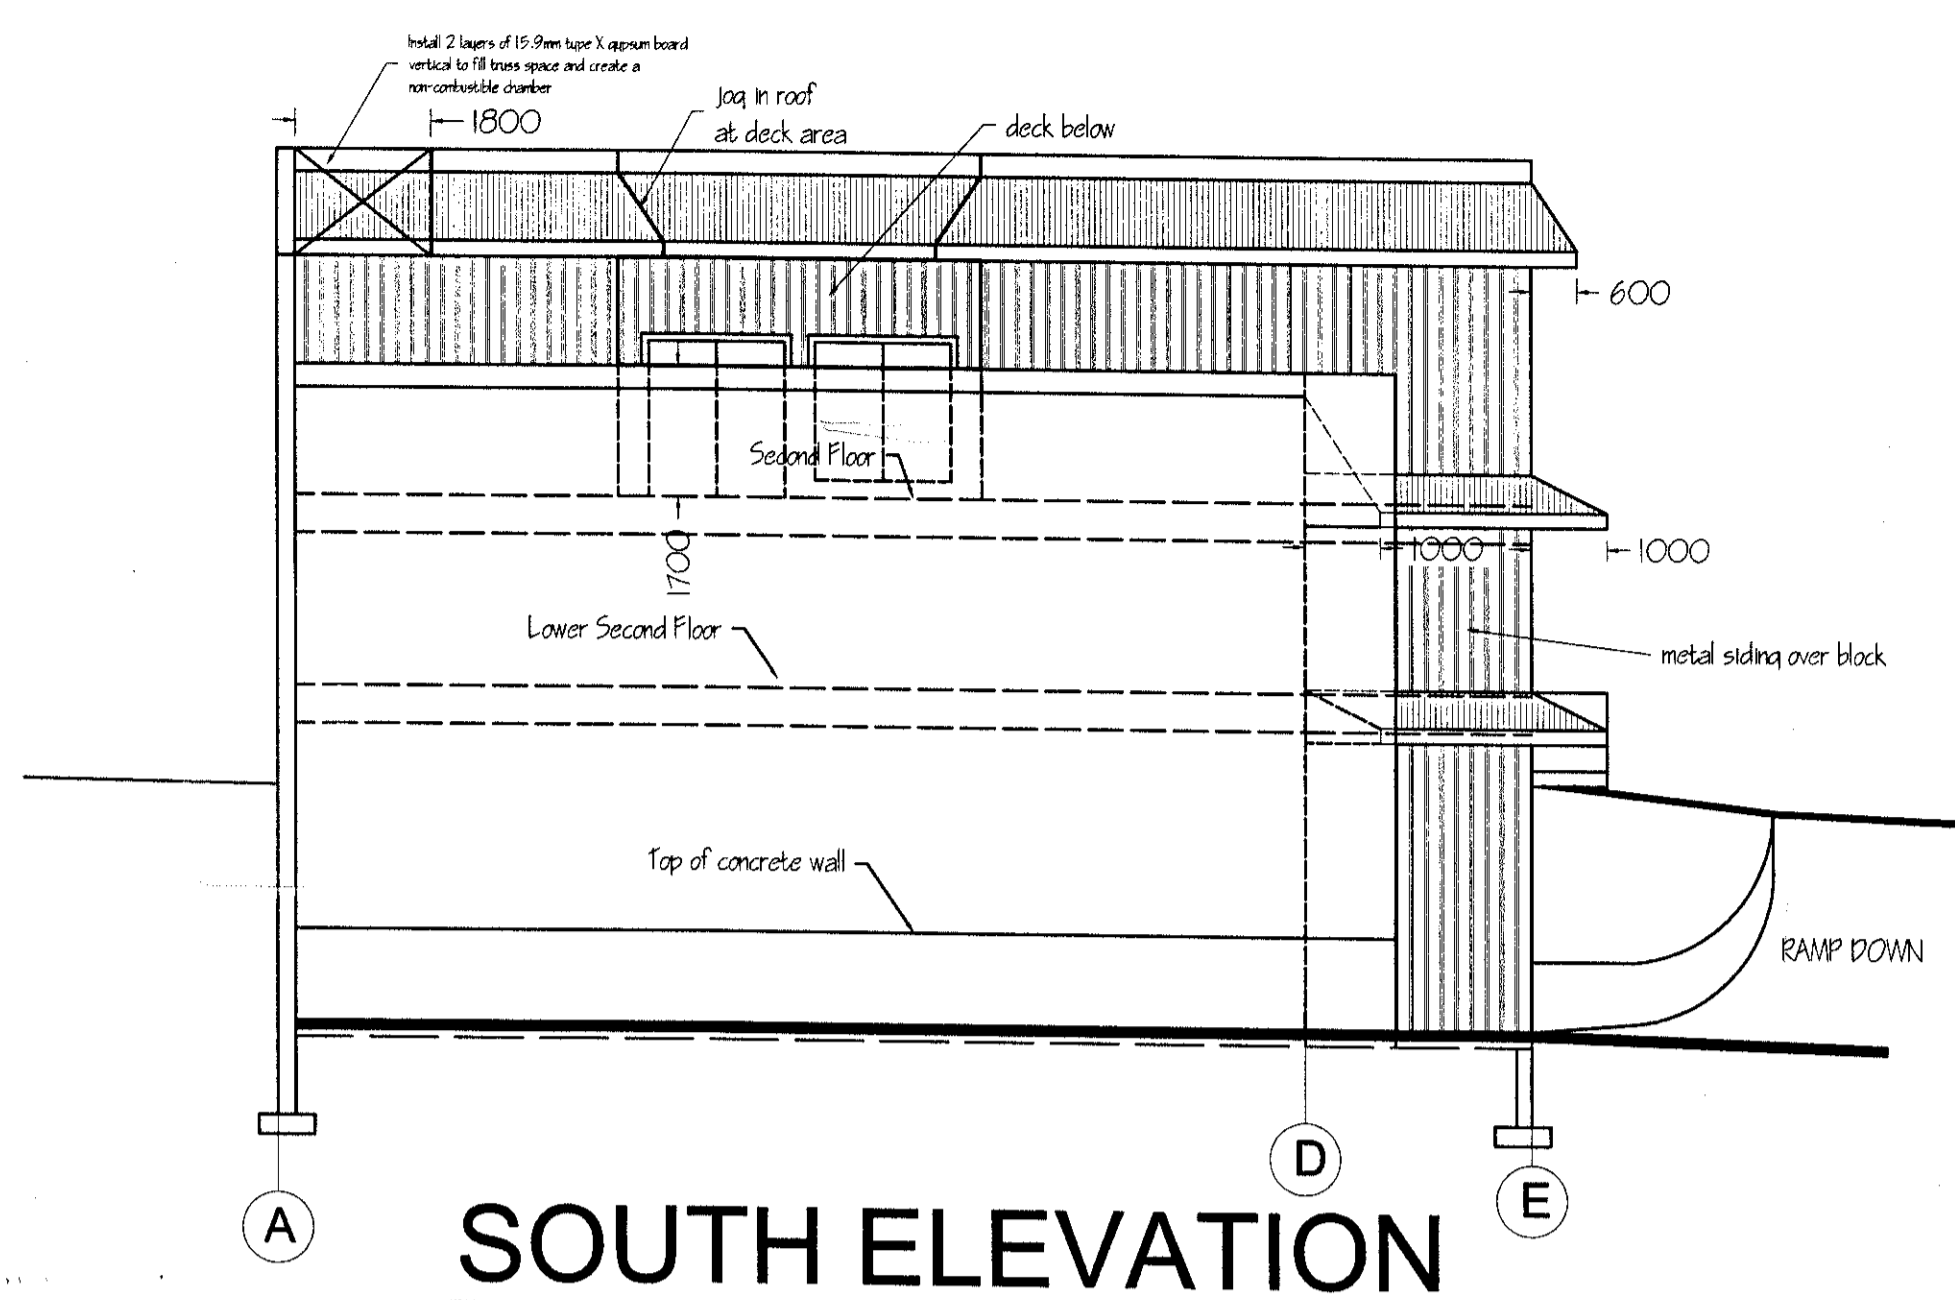 Install 2 layers of 15.9mm type X gypsum board
vertical to fill truss space and create a
non-combustible chamber
1800
Jog in roof
at deck area
deck below
600
Second Floor
1700
1000
1000
Lower Second Floor
metal siding over block
Top of concrete wall
RAMP DOWN
D
E
A
SOUTH ELEVATION